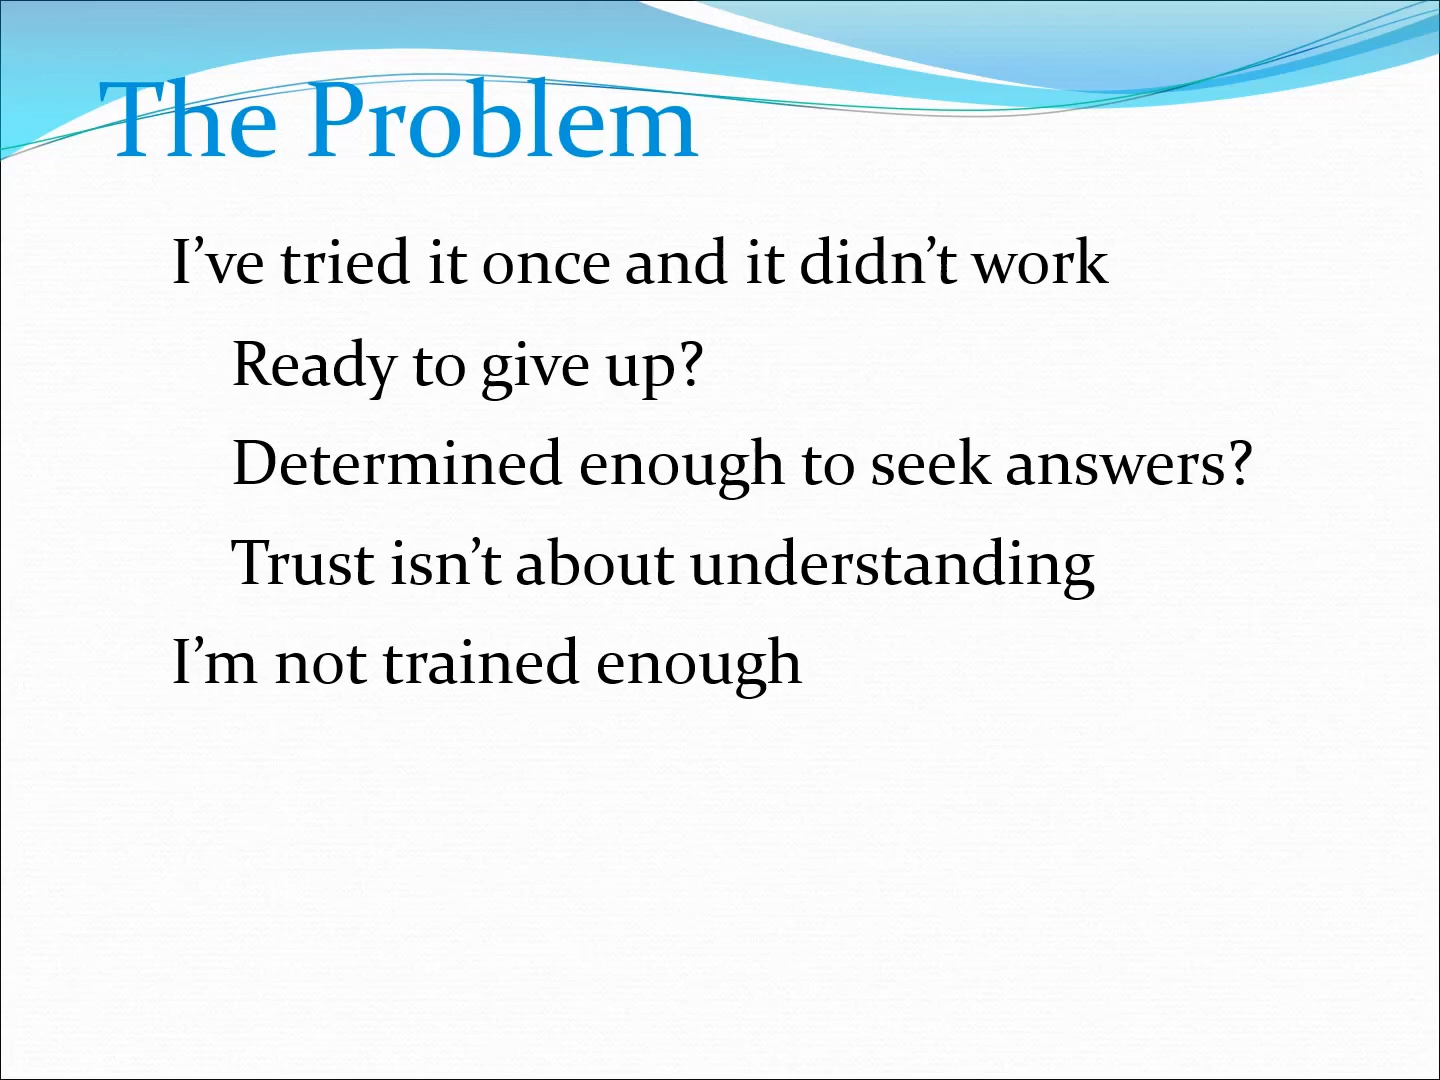 The Problem
I’ve tried it once and it didn’t work
Ready to give up?
Determined enough to seek answers?
Trust isn’t about understanding
I’m not trained enough